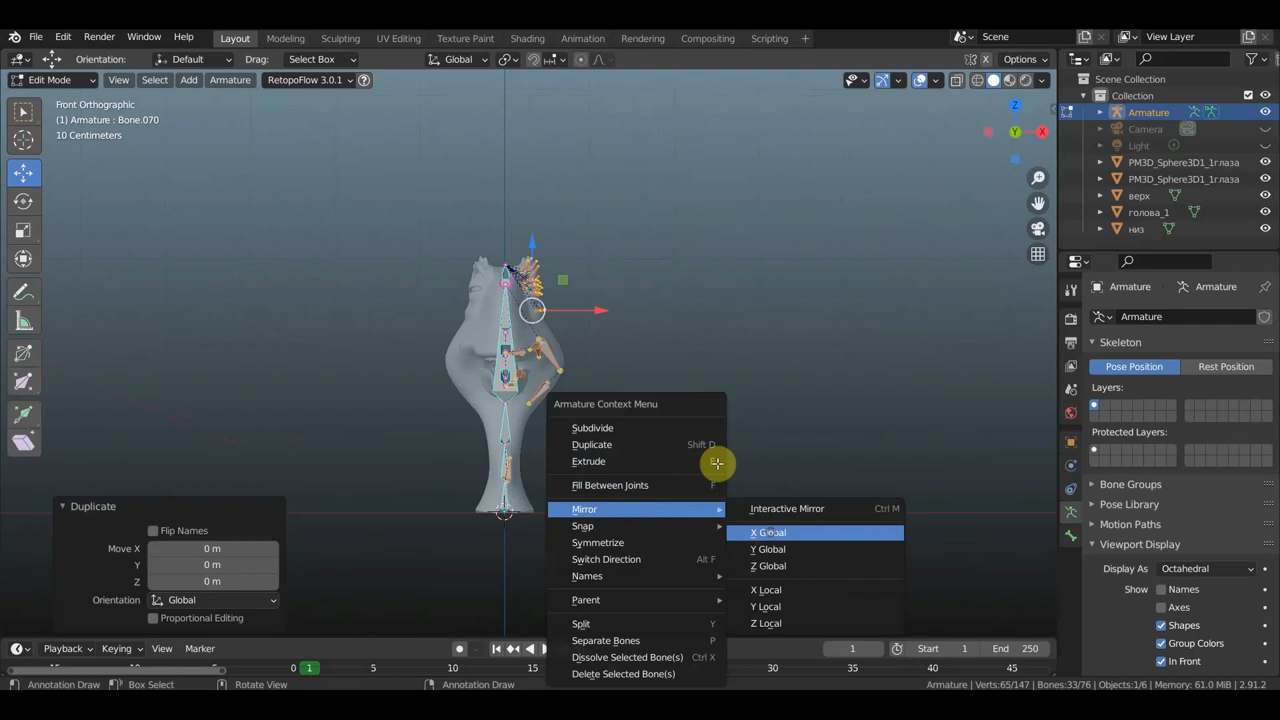 File Edit Render Window Help Layout Modeling Sculpting UV Editing Texture Paint Shading Animation Rendering Compositing Scripting + Scene View Layer
Orientation: Default Drag: Select Box Global X Options
Edit Mode View Select Add Armature RetopoFlow 3.0.1
Front Orthographic
(1) Armature : Bone.070
10 Centimeters
Z
Y
X
Scene Collection
Collection
Armature
Camera
Light
PM3D_Sphere3D1_1глаза
PM3D_Sphere3D1_1глаза
верх
голова_1
низ
Armature Armature
Armature
Skeleton
Pose Position Rest Position
Layers:
Protected Layers:
Bone Groups
Pose Library
Motion Paths
Viewport Display
Display As Octahedral
Show Names
Axes
Shapes
Group Colors
In Front
Armature Context Menu
Subdivide
Duplicate Shift D
Extrude
Fill Between Joints F
Mirror
Snap
Symmetrize
Switch Direction Alt F
Names
Parent
Split Y
Separate Bones P
Dissolve Selected Bone(s) Ctrl X
Delete Selected Bone(s)
Interactive Mirror Ctrl M
X Global
Y Global
Z Global
X Local
Y Local
Z Local
Duplicate
Flip Names
Move X 0 m
Y 0 m
Z 0 m
Orientation Global
Proportional Editing
Playback Keying View Marker 1 Start 1 End 250
0 1 5 10 15 30 35 40 45
Annotation Draw Box Select Rotate View Annotation Draw Armature | Verts:65/147 | Bones:33/76 | Objects:1/6 | Memory: 61.0 MiB | 2.91.2